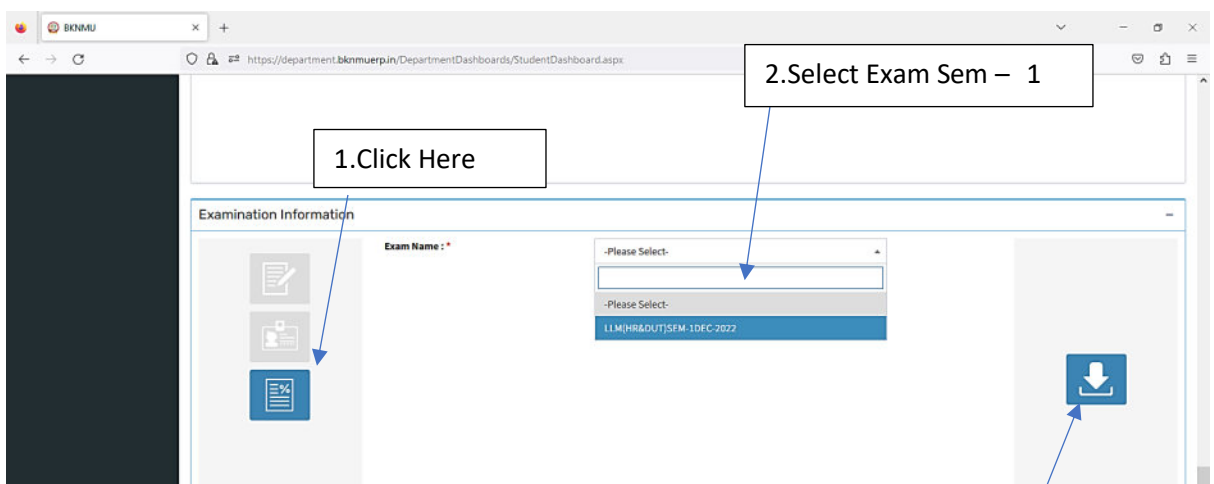 BKNMU
https://department.bknmuerp.in/DepartmentDashboards/StudentDashboard.aspx
2.Select Exam Sem – 1
1.Click Here
Examination Information
Exam Name : *
-Please Select-
-Please Select-
LLM(HR&DUT)SEM-1DEC-2022